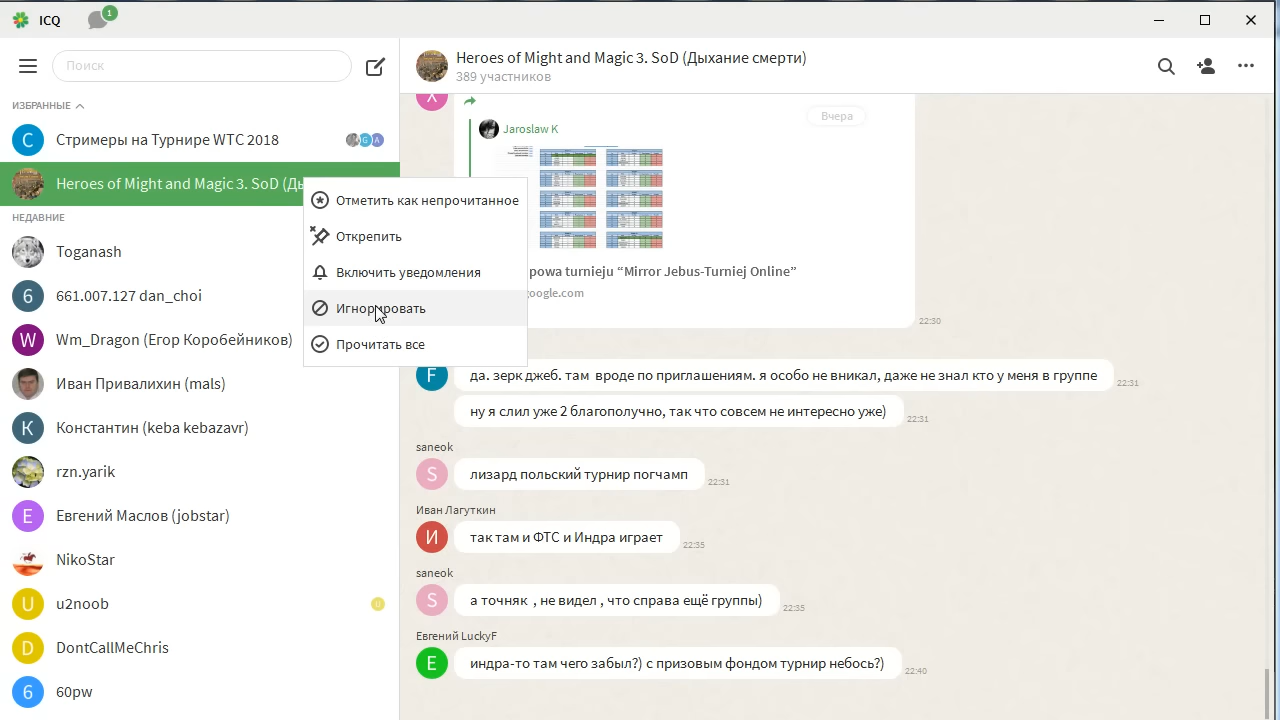 ICQ
1
Поиск
ИЗБРАННЫЕ
С Стримеры на Турнире WTC 2018 G A
Heroes of Might and Magic 3. SoD (Ды
НЕДАВНИЕ
Toganash
6 661.007.127 dan_choi
W Wm_Dragon (Егор Коробейников)
Иван Привалихин (mals)
К Константин (keba keba:avr)
rzn.yarik
Е Евгений Маслов (jobstar)
NikoStar
U u2noob U
D DontCallMeChris
6 60pw
Отметить как непрочитанное
Открепить
Включить уведомления
Игнорировать
Прочитать все
Heroes of Might and Magic 3. SoD (Дыхание смерти)
389 участников
Вчера
X
Jaroslaw K
powa turnieju “Mirror Jebus-Turniej Online”
google.com
22:30
F да. зерк джеб. там вроде по приглашениям. я особо не вникал, даже не знал кто у меня в группе 22:31
ну я слил уже 2 благополучно, так что совсем не интересно уже) 22:31
saneok
S лизард польский турнир погчамп 22:31
Иван Лагуткин
И так там и ФТС и Индра играет 22:35
saneok
S а точняк , не видел , что справа ещё группы) 22:35
Евгений LuckyF
Е индра-то там чего забыл?) с призовым фондом турнир небось?) 22:40